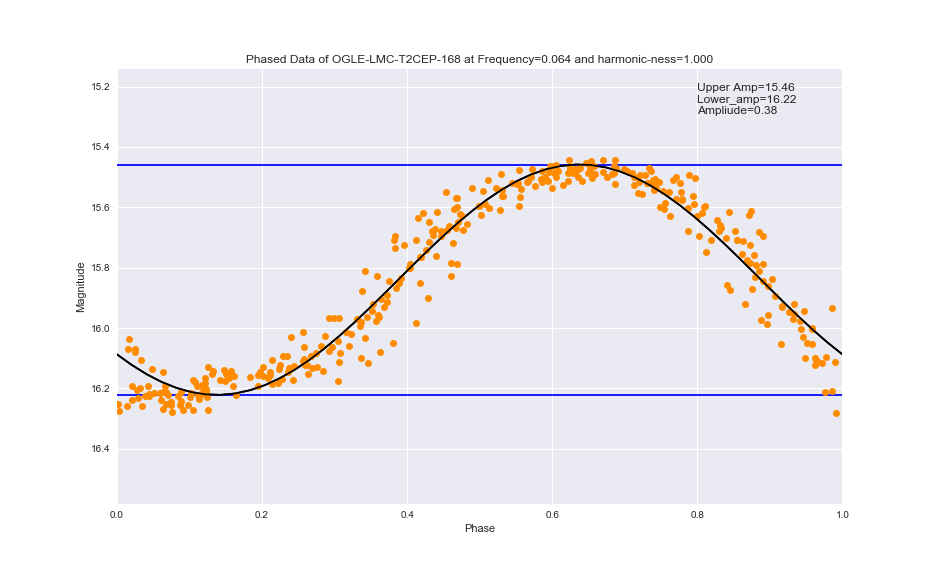 Phased Data of OGLE-LMC-T2CEP-168 at Frequency=0.064 and harmonic-ness=1.000
Upper Amp=15.46
Lower_amp=16.22
Ampliude=0.38
15.2
15.4
15.6
15.8
16.0
16.2
16.4
Magnitude
0.0 0.2 0.4 0.6 0.8 1.0
Phase